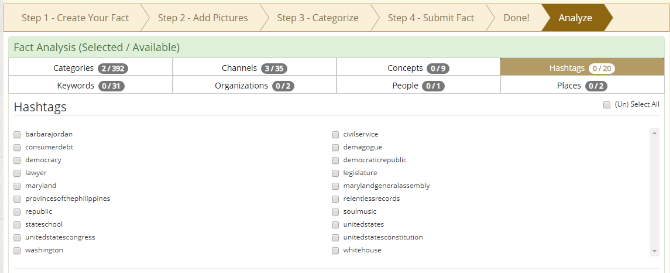 Step 1 - Create Your Fact Step 2 - Add Pictures Step 3 - Categorize Step 4 - Submit Fact Done! Analyze
Fact Analysis (Selected / Available)
Categories 2 / 392 Channels 3 / 35 Concepts 0 / 9 Hashtags 0 / 20
Keywords 0 / 31 Organizations 0 / 2 People 0 / 1 Places 0 / 2
Hashtags (Un) Select All
barbarajordan civilservice
consumerdebt demagogue
democracy democraticrepublic
lawyer legislature
maryland marylandgeneralassembly
provincesofthephilippines relentlessrecords
republic soulmusic
stateschool unitedstates
unitedstatescongress unitedstatesconstitution
washington whitehouse